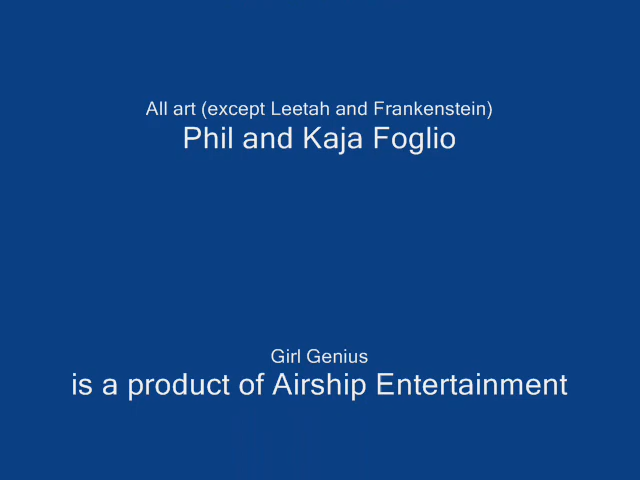 All art (except Leetah and Frankenstein)
Phil and Kaja Foglio
Girl Genius
is a product of Airship Entertainment